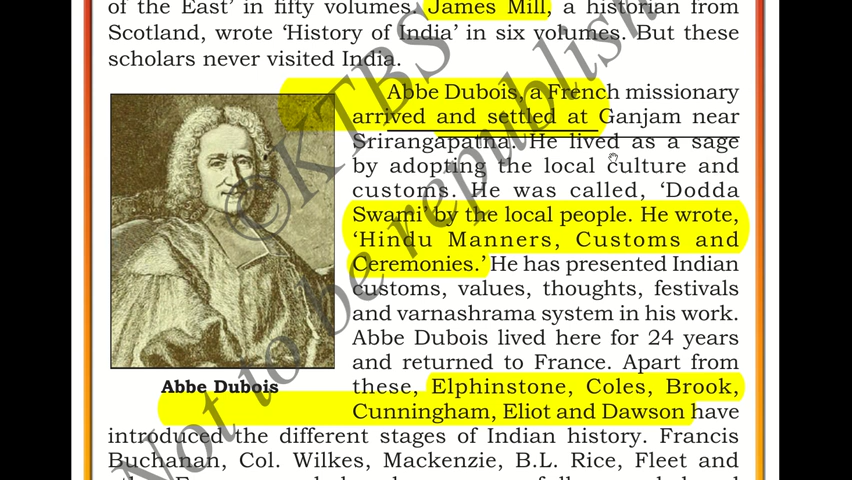 of the East' in fifty volumes. James Mill, a historian from
Scotland, wrote 'History of India' in six volumes. But these
scholars never visited India.
Abbe Dubois, a French missionary
arrived and settled at Ganjam near
Srirangapatna. He lived as a sage
by adopting the local culture and
customs. He was called, 'Dodda
Swami' by the local people. He wrote,
'Hindu Manners, Customs and
Ceremonies.' He has presented Indian
customs, values, thoughts, festivals
and varnashrama system in his work.
Abbe Dubois lived here for 24 years
and returned to France. Apart from
these, Elphinstone, Coles, Brook,
Cunningham, Eliot and Dawson have
introduced the different stages of Indian history. Francis
Buchanan, Col. Wilkes, Mackenzie, B.L. Rice, Fleet and
Abbe Dubois
©KTBS
Not to be republish